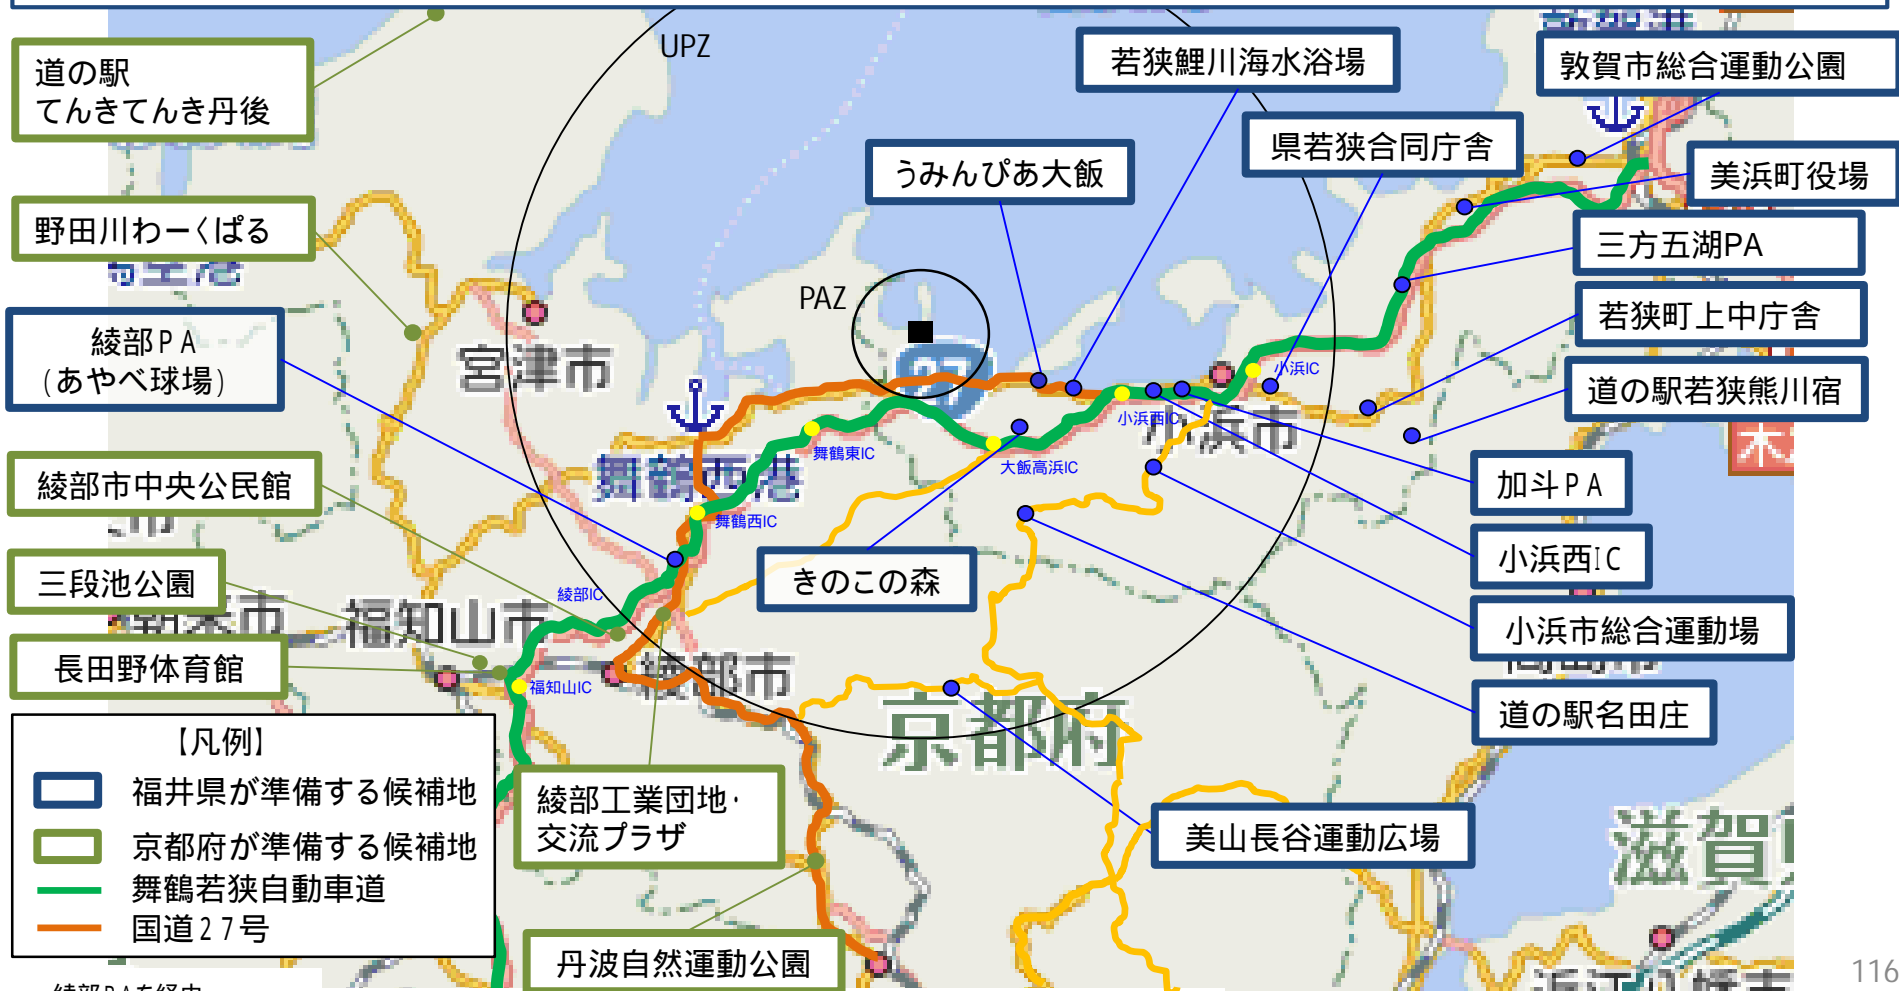 UPZ
若狭鯉川海水浴場
敦賀市総合運動公園
道の駅
てんきてんき丹後
県若狭合同庁舎
うみんぴあ大飯
美浜町役場
野田川わーくぱる
三方五湖PA
PAZ
若狭町上中庁舎
綾部PA
(あやべ球場)
宮津市
27
小浜IC
道の駅若狭熊川宿
小浜西IC
小浜市
舞鶴東IC
大飯高浜IC
木
綾部市中央公民館
舞鶴西港
加斗PA
舞鶴西IC
小浜西IC
三段池公園
きのこの森
綾部IC
福知山市
小浜市総合運動場
長田野体育館
綾部市
福知山IC
京都府
道の駅名田庄
【凡例】
福井県が準備する候補地
京都府が準備する候補地
舞鶴若狭自動車道
国道27号
綾部工業団地・
交流プラザ
美山長谷運動広場
滋賀
丹波自然運動公園
116